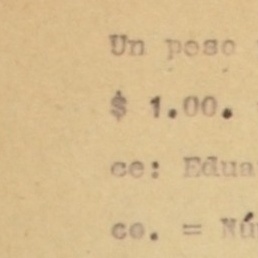 Un peso
$ 1.00.
ce: Edua
co. = Nú